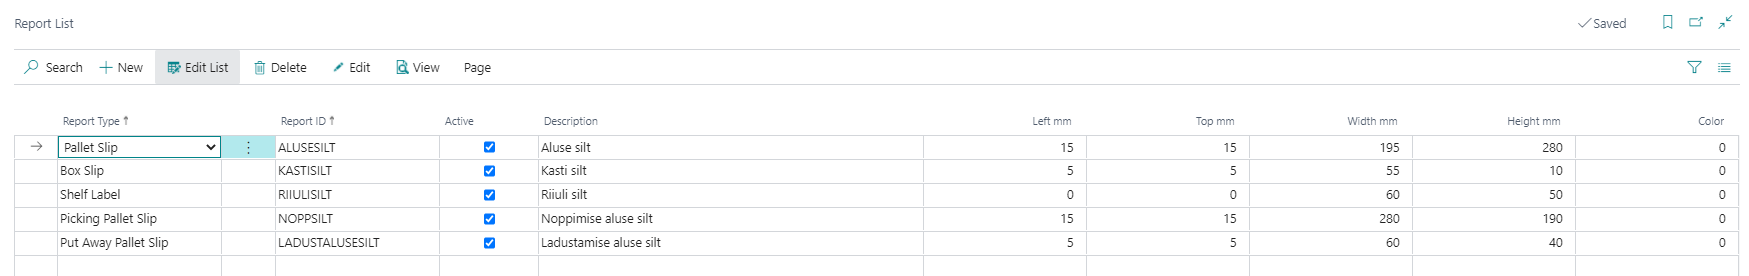 Report List
Saved
Search New Edit List Delete Edit View Page
Report Type ↑ Report ID ↑ Active Description Left mm Top mm Width mm Height mm Color
Pallet Slip ALUSESILT Aluse silt 15 15 195 280 0
Box Slip KASTISILT Kasti silt 5 5 55 10 0
Shelf Label RIIULISILT Riiuli silt 0 0 60 50 0
Picking Pallet Slip NOPPSILT Noppimise aluse silt 15 15 280 190 0
Put Away Pallet Slip LADUSTALUSESILT Ladustamise aluse silt 5 5 60 40 0